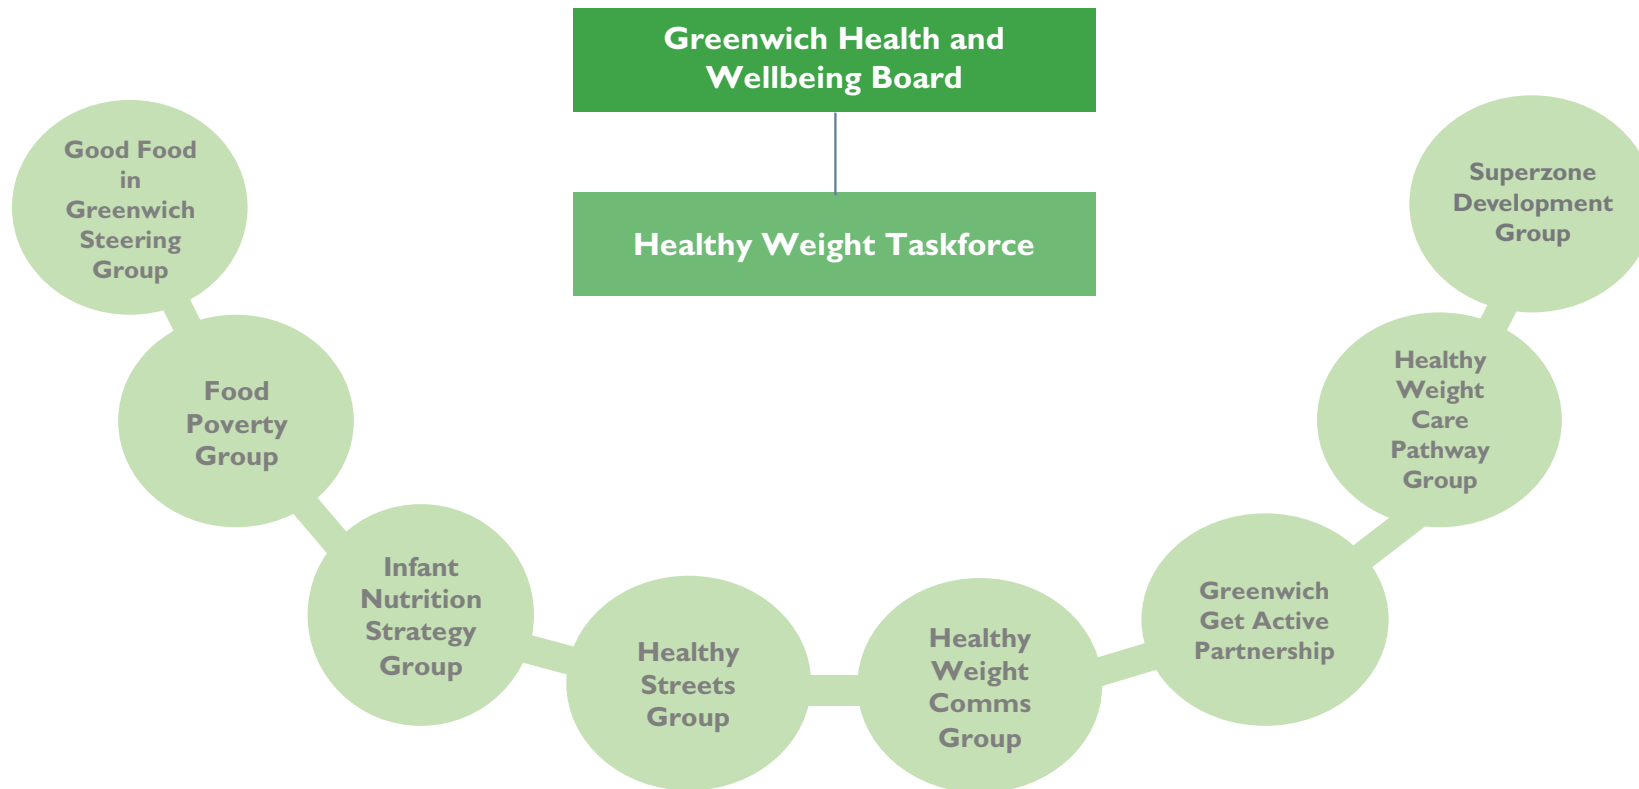 Greenwich Health and
Wellbeing Board
Healthy Weight Taskforce
Good Food
in
Greenwich
Steering
Group
Food
Poverty
Group
Infant
Nutrition
Strategy
Group
Healthy
Streets
Group
Healthy
Weight
Comms
Group
Greenwich
Get Active
Partnership
Healthy
Weight
Care
Pathway
Group
Superzone
Development
Group